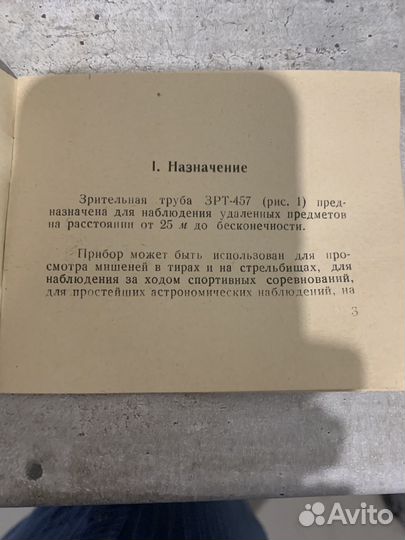 I. Назначение
Зрительная труба ЗРТ-457 (рис. 1) пред-
назначена для наблюдения удаленных предметов
на расстоянии от 25 м до бесконечности.
Прибор может быть использован для про-
смотра мишеней в тирах и на стрельбищах, для
наблюдения за ходом спортивных соревнований,
для простейших астрономических наблюдений, на
3
Avito